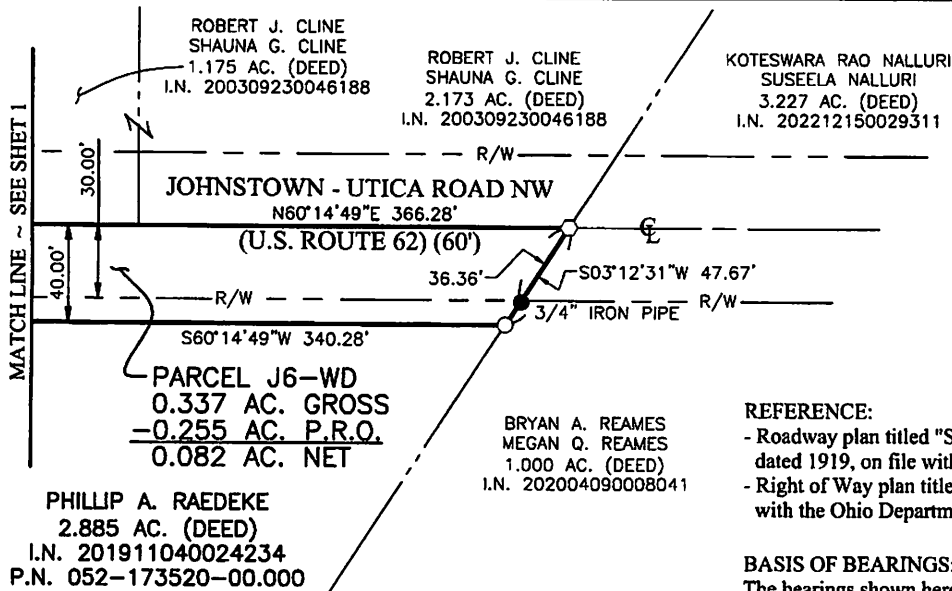 ROBERT J. CLINE
SHAUNA G. CLINE
1.175 AC. (DEED)
I.N. 200309230046188
ROBERT J. CLINE
SHAUNA G. CLINE
2.173 AC. (DEED)
I.N. 200309230046188
KOTESWARA RAO NALLURI
SUSEELA NALLURI
3.227 AC. (DEED)
I.N. 202212150029311
MATCH LINE ~ SEE SHET 1
30.00'
R/W
JOHNSTOWN - UTICA ROAD NW
N60°14'49"E 366.28'
(U.S. ROUTE 62) (60')
℄
40.00'
36.36'
S03°12'31"W 47.67'
R/W
R/W
3/4" IRON PIPE
S60°14'49"W 340.28'
PARCEL J6-WD
0.337 AC. GROSS
-0.255 AC. P.R.O.
0.082 AC. NET
BRYAN A. REAMES
MEGAN Q. REAMES
1.000 AC. (DEED)
I.N. 202004090008041
PHILLIP A. RAEDEKE
2.885 AC. (DEED)
I.N. 201911040024234
P.N. 052-173520-00.000
REFERENCE:
- Roadway plan titled "S
dated 1919, on file with
- Right of Way plan title
with the Ohio Departm
BASIS OF BEARINGS:
The bearings shown here